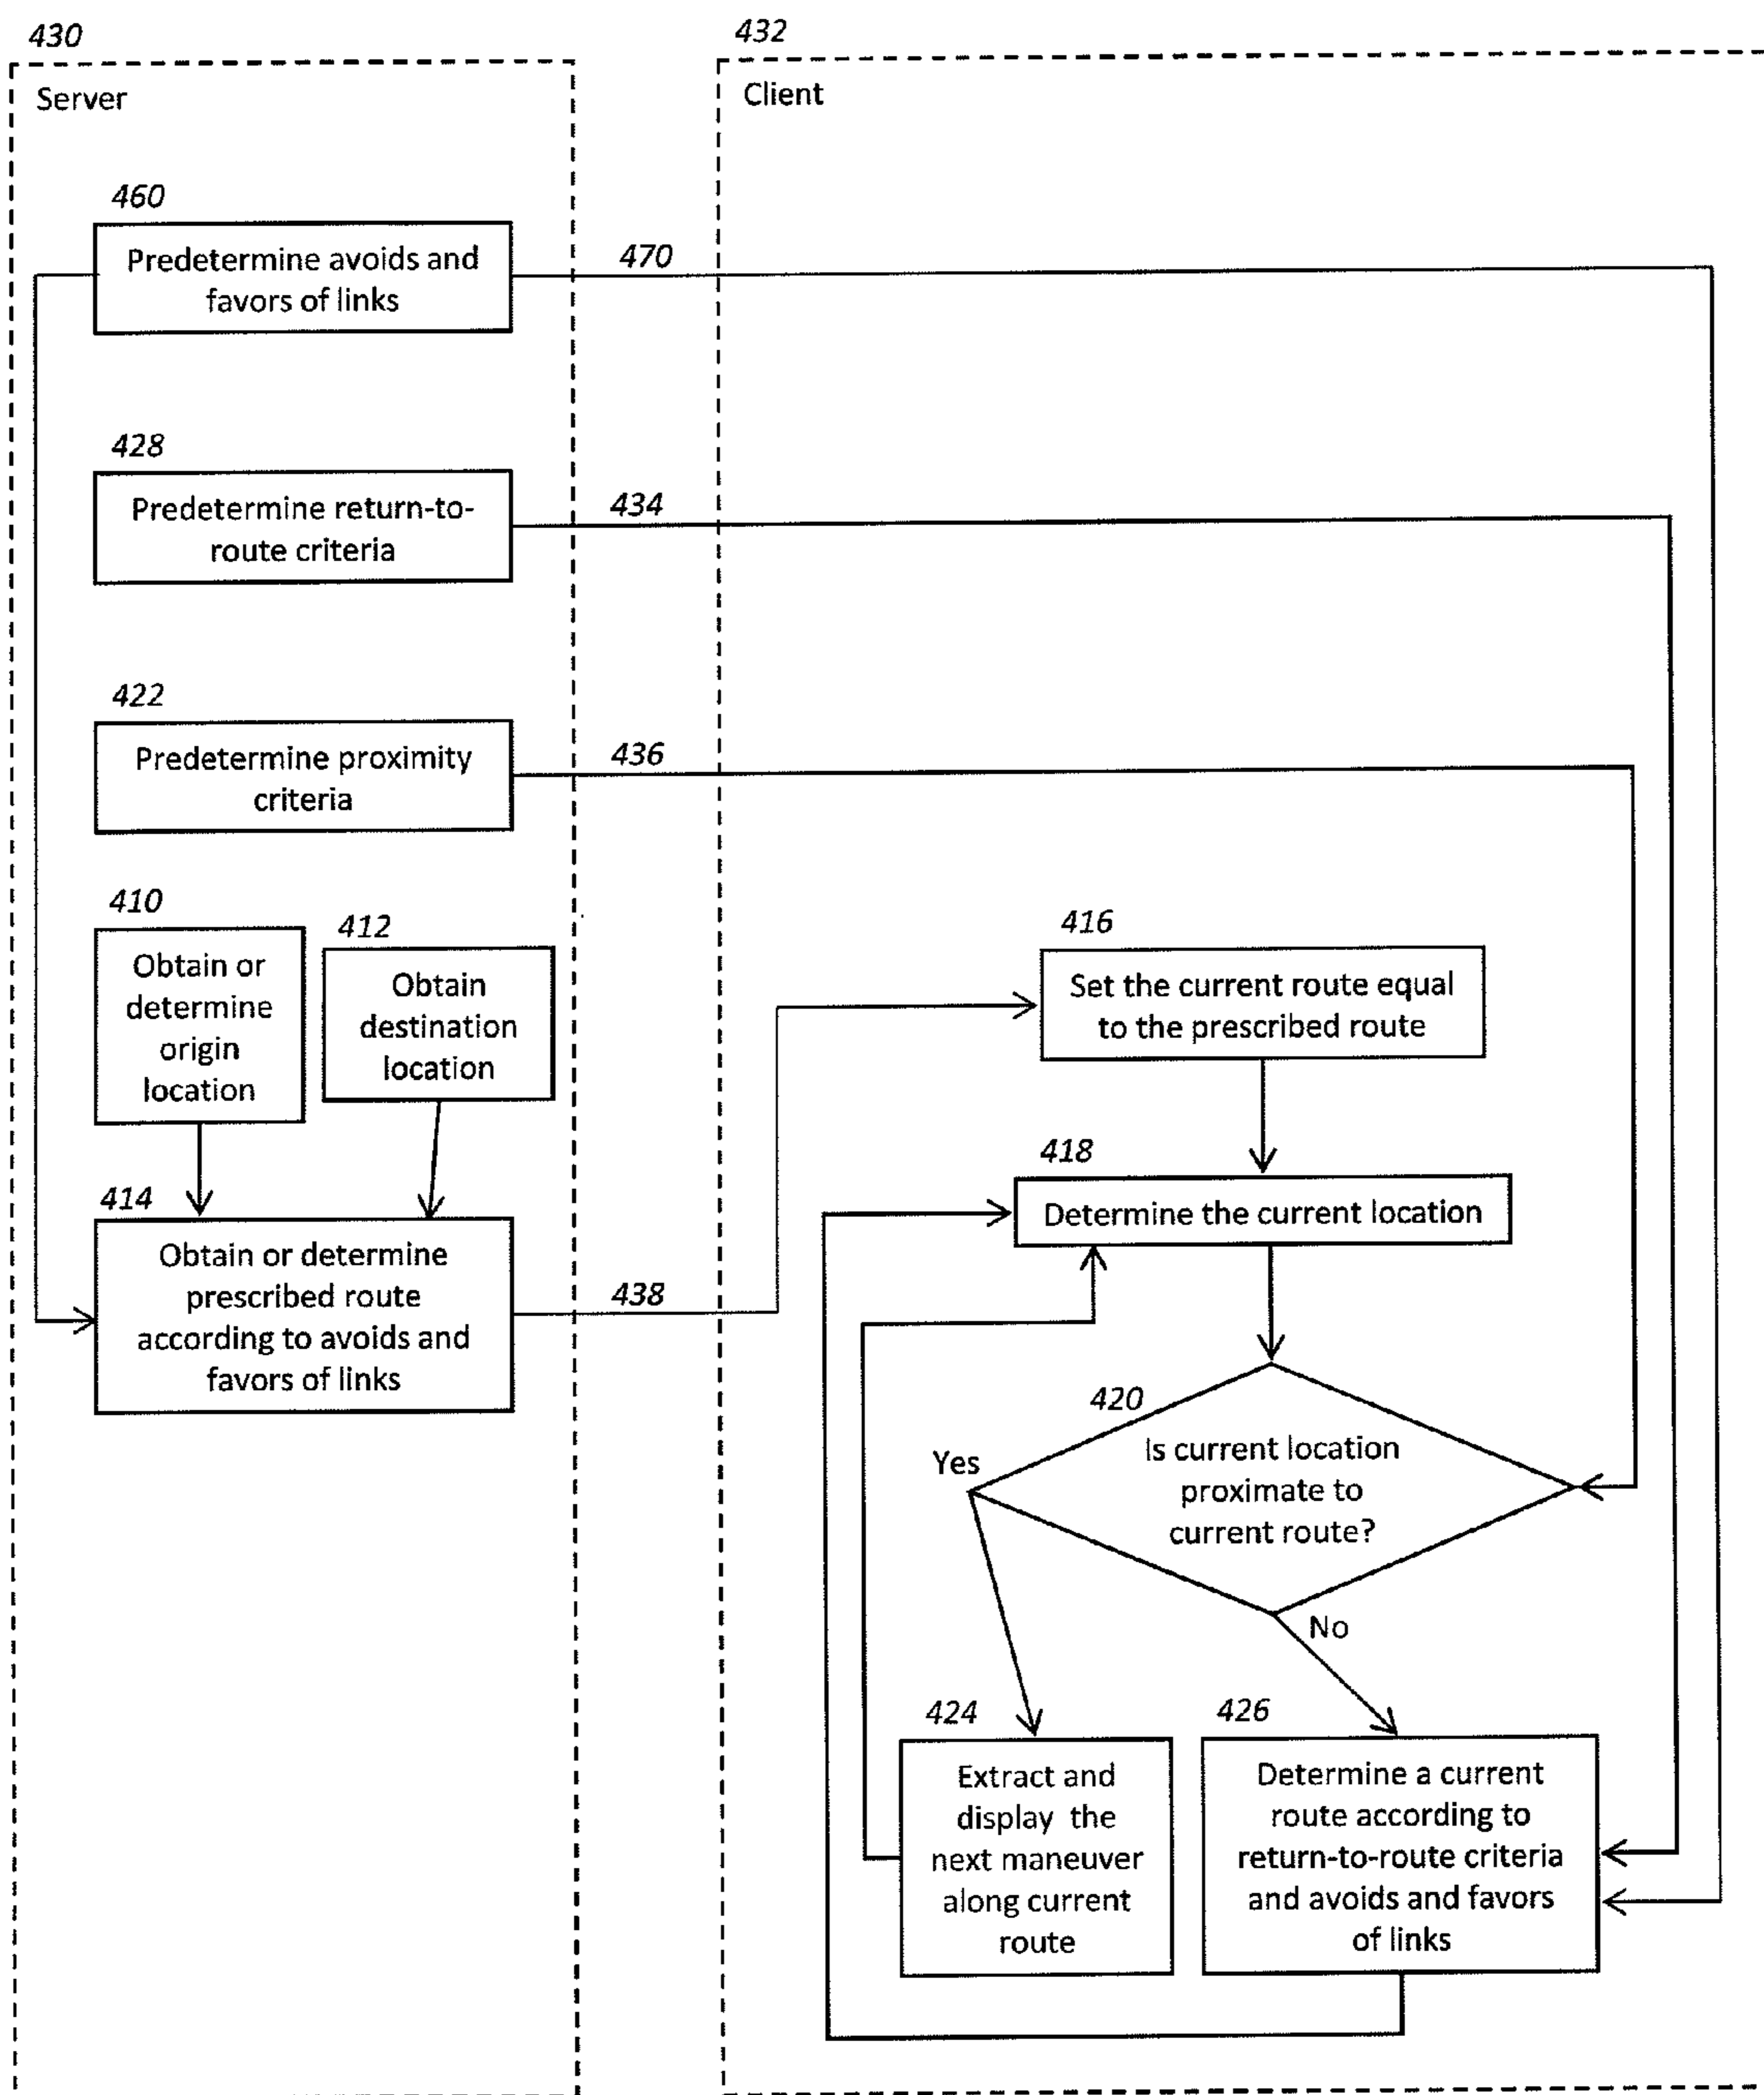 430
432
Server
Client
460
Predetermine avoids and
favors of links
470
428
Predetermine return-to-
route criteria
434
422
Predetermine proximity
criteria
436
410
Obtain or
determine
origin
location
412
Obtain
destination
location
416
Set the current route equal
to the prescribed route
418
Determine the current location
414
Obtain or determine
prescribed route
according to avoids and
favors of links
438
420
Is current location
proximate to
current route?
Yes
No
424
Extract and
display the
next maneuver
along current
route
426
Determine a current
route according to
return-to-route criteria
and avoids and favors
of links